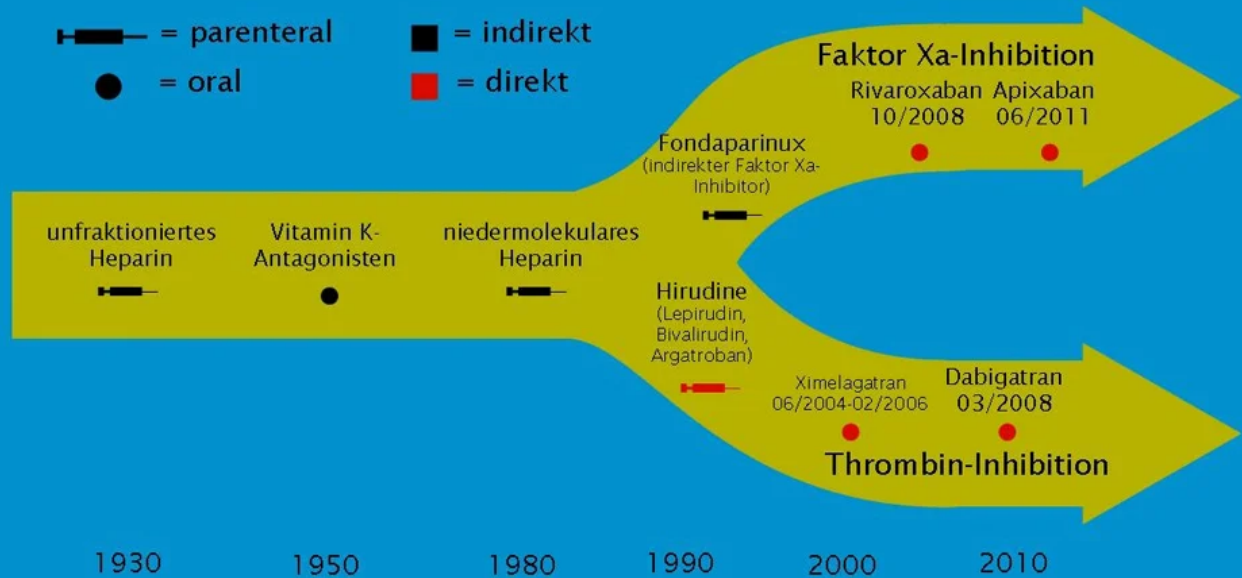 = parenteral
= indirekt
= oral
= direkt
Faktor Xa-Inhibition
Rivaroxaban
10/2008
Apixaban
06/2011
Fondaparinux
(indirekter Faktor Xa-
Inhibitor)
unfraktioniertes
Heparin
Vitamin K-
Antagonisten
niedermolekulares
Heparin
Hirudine
(Lepirudin,
Bivalirudin,
Argatroban)
Ximelagatran
06/2004-02/2006
Dabigatran
03/2008
Thrombin-Inhibition
1930
1950
1980
1990
2000
2010